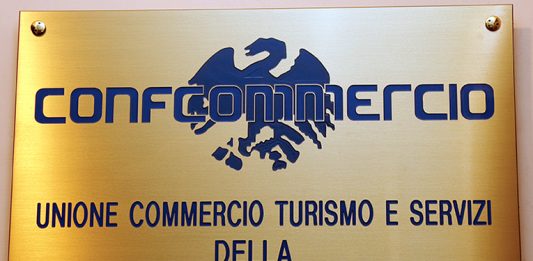 CONFCOMMERCIO
UNIONE COMMERCIO TURISMO E SERVIZI
DELLA